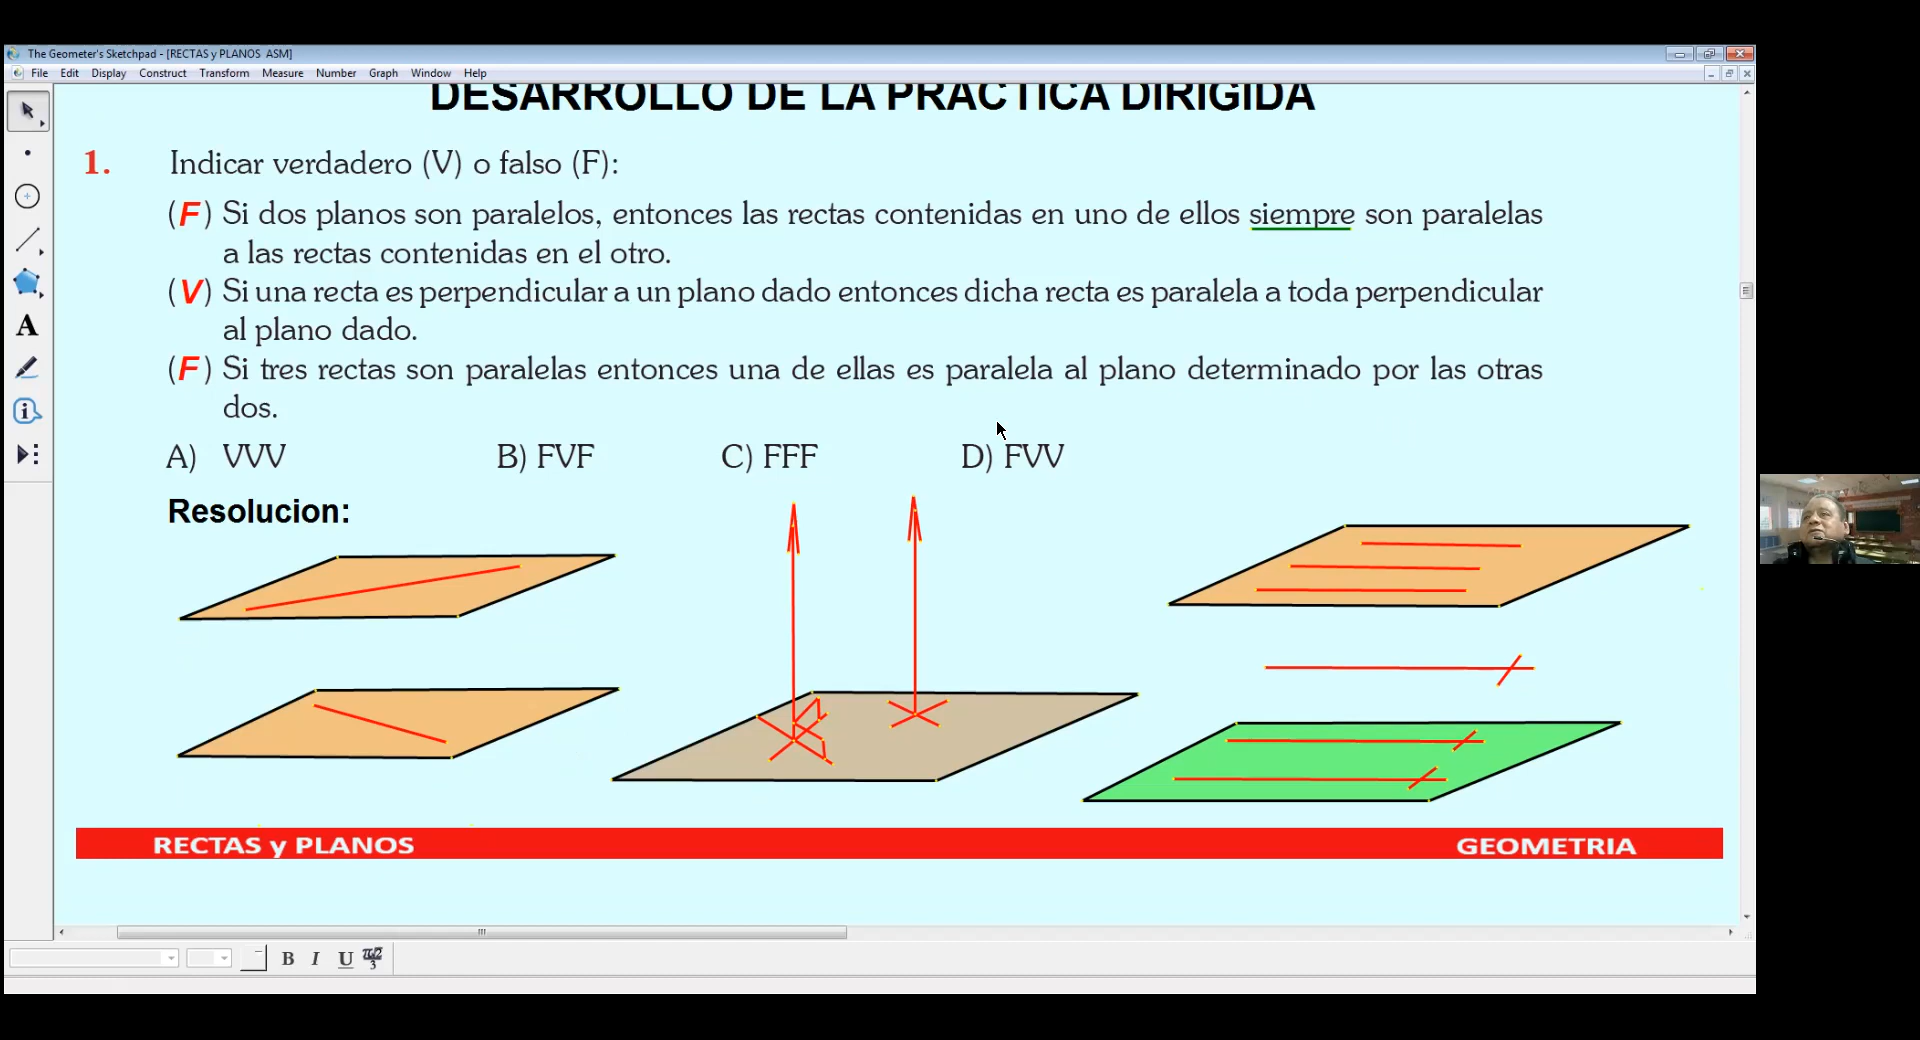 The Geometer's Sketchpad - [RECTAS y PLANOS ASM]
File Edit Display Construct Transform Measure Number Graph Window Help
DESARROLLO DE LA PRACTICA DIRIGIDA
1. Indicar verdadero (V) o falso (F):
(F) Si dos planos son paralelos, entonces las rectas contenidas en uno de ellos siempre son paralelas
a las rectas contenidas en el otro.
(V) Si una recta es perpendicular a un plano dado entonces dicha recta es paralela a toda perpendicular
al plano dado.
(F) Si tres rectas son paralelas entonces una de ellas es paralela al plano determinado por las otras
dos.
A) VVV B) FVF C) FFF D) FVV
Resolucion:
RECTAS y PLANOS GEOMETRIA
B I U